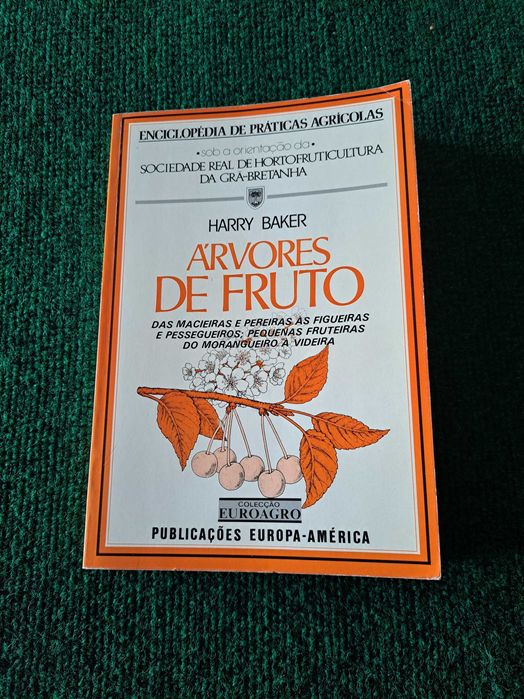 ENCICLOPÉDIA DE PRÁTICAS AGRÍCOLAS
• sob a orientação da •
SOCIEDADE REAL DE HORTOFRUTICULTURA
DA GRÃ-BRETANHA
HARRY BAKER
ÁRVORES
DE FRUTO
DAS MACIEIRAS E PEREIRAS ÀS FIGUEIRAS
E PESSEGUEIROS; PEQUENAS FRUTEIRAS
DO MORANGUEIRO À VIDEIRA
COLECÇÃO
EUROAGRO
PUBLICAÇÕES EUROPA-AMÉRICA